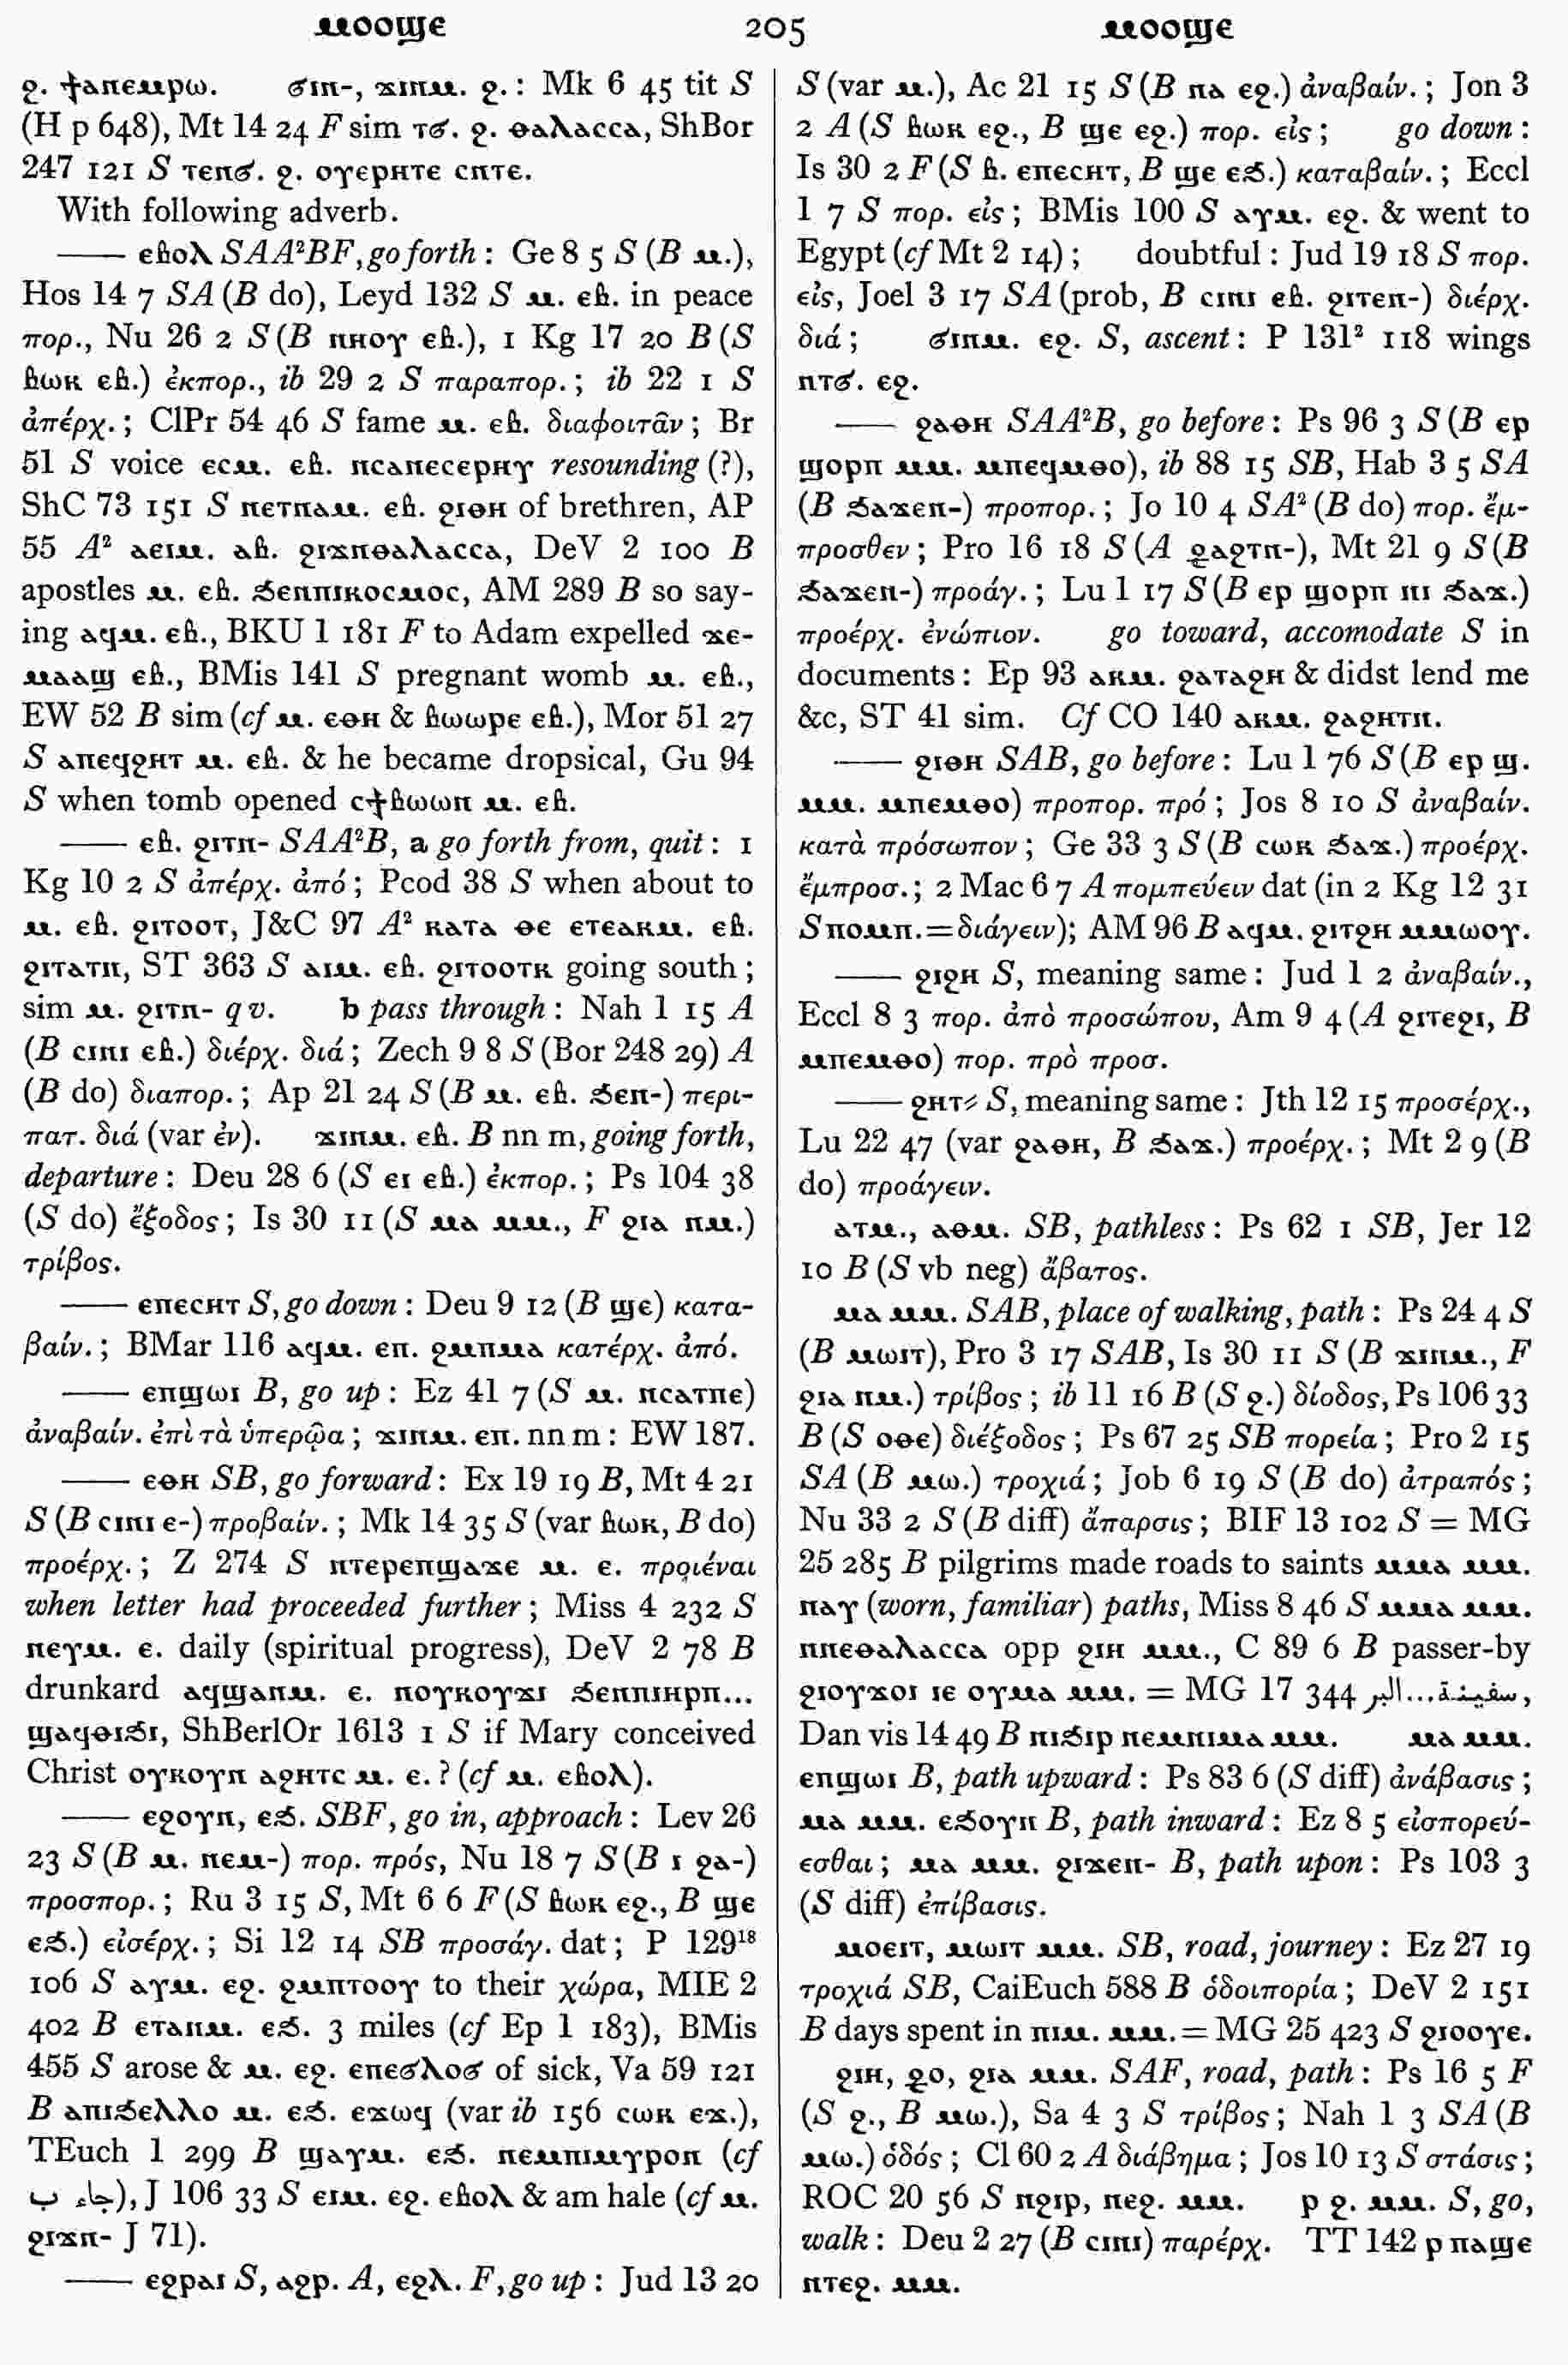 ⲙⲟⲟϣⲉ 205 ⲙⲟⲟϣⲉ
ϩ. ϯⲁⲡⲉⲙⲣⲱ. ϭⲓⲛ-, ϫⲓⲛⲙ. ϩ. : Mk 6 45 tit S
(H p 648), Mt 14 24 F sim ⲧϭ. ϩ. ⲑⲁⲗⲁⲥⲥⲁ, ShBor
247 121 S ⲧⲉⲛϭ. ϩ. ⲟⲩⲉⲣⲏⲧⲉ ⲥⲛⲧⲉ.
With following adverb.
—— ⲉⲃⲟⲗ SAA²BF, go forth : Ge 8 5 S (B ⲙ.),
Hos 14 7 SA (B do), Leyd 132 S ⲙ. ⲉⲃ. in peace
πορ., Nu 26 2 S (B ⲛⲏⲟⲩ ⲉⲃ.), 1 Kg 17 20 B (S
ⲃⲱⲕ ⲉⲃ.) ἐκπορ., ib 29 2 S παραπορ. ; ib 22 1 S
ἀπέρχ. ; ClPr 54 46 S fame ⲙ. ⲉⲃ. διαφοιτᾶν ; Br
51 S voice ⲉⲥⲙ. ⲉⲃ. ⲛⲥⲁⲛⲉⲥⲉⲣⲏⲩ resounding (?),
ShC 73 151 S ⲡⲉⲧⲛⲁⲙ. ⲉⲃ. ϩⲓⲑⲏ of brethren, AP
55 A² ⲁⲉⲓⲙ. ⲁⲃ. ϩⲓϫⲛⲑⲁⲗⲁⲥⲥⲁ, DeV 2 100 B
apostles ⲙ. ⲉⲃ. ϧⲉⲛⲡⲓⲕⲟⲥⲙⲟⲥ, AM 289 B so say-
ing ⲁϥⲙ. ⲉⲃ., BKU 1 181 F to Adam expelled ϫⲉ-
ⲙⲁⲁϣ ⲉⲃ., BMis 141 S pregnant womb ⲙ. ⲉⲃ.,
EW 52 B sim (cf ⲙ. ⲉⲑⲏ & ⲃⲱⲱⲣⲉ ⲉⲃ.), Mor 51 27
S ⲁⲡⲉϥϩⲏⲧ ⲙ. ⲉⲃ. & he became dropsical, Gu 94
S when tomb opened ⲥϯⲃⲱⲱⲛ ⲙ. ⲉⲃ.
—— ⲉⲃ. ϩⲓⲧⲛ- SAA²B, a go forth from, quit : 1
Kg 10 2 S ἀπέρχ. ἀπό ; Pcod 38 S when about to
ⲙ. ⲉⲃ. ϩⲓⲧⲟⲟⲧ, J&C 97 A² ⲕⲁⲧⲁ ⲑⲉ ⲉⲧⲉⲁⲕⲙ. ⲉⲃ.
ϩⲓⲧⲁⲧⲛ, ST 363 S ⲁⲓⲙ. ⲉⲃ. ϩⲓⲧⲟⲟⲧⲕ going south ;
sim ⲙ. ϩⲓⲧⲛ- q v. b pass through : Nah 1 15 A
(B ⲥⲓⲛⲓ ⲉⲃ.) διέρχ. διά ; Zech 9 8 S (Bor 248 29) A
(B do) διαπορ. ; Ap 21 24 S (B ⲙ. ⲉⲃ. ϧⲉⲛ-) περι-
πατ. διά (var ἐν). ϫⲓⲛⲙ. ⲉⲃ. B nn m, going forth,
departure : Deu 28 6 (S ⲉⲓ ⲉⲃ.) ἐκπορ. ; Ps 104 38
(S do) ἔξοδος ; Is 30 11 (S ⲙⲁ ⲙⲙ., F ϩⲓⲁ ⲛⲙ.)
τρίβος.
—— ⲉⲡⲉⲥⲏⲧ S, go down : Deu 9 12 (B ϣⲉ) κατα-
βαίν. ; BMar 116 ⲁϥⲙ. ⲉⲡ. ϩⲙⲡⲙⲁ κατέρχ. ἀπό.
—— ⲉⲡϣⲱⲓ B, go up : Ez 41 7 (S ⲙ. ⲛⲥⲁⲧⲡⲉ)
ἀναβαίν. ἐπὶ τὰ ὑπερῷα ; ϫⲓⲛⲙ. ⲉⲡ. nn m : EW 187.
—— ⲉⲑⲏ SB, go forward : Ex 19 19 B, Mt 4 21
S (B ⲥⲓⲛⲓ ⲉ-) προβαίν. ; Mk 14 35 S (var ⲃⲱⲕ, B do)
προέρχ. ; Z 274 S ⲛⲧⲉⲣⲉⲡϣⲁϫⲉ ⲙ. ⲉ. προιέναι
when letter had proceeded further ; Miss 4 232 S
ⲛⲉⲩⲙ. ⲉ. daily (spiritual progress), DeV 2 78 B
drunkard ⲁϥϣⲁⲛⲙ. ⲉ. ⲛⲟⲩⲕⲟⲩϫⲓ ϧⲉⲛⲡⲓⲏⲣⲡ...
ϣⲁϥⲑⲓϧⲓ, ShBerlOr 1613 1 S if Mary conceived
Christ ⲟⲩⲕⲟⲩⲛ ⲁϩⲏⲧⲥ ⲙ. ⲉ. ? (cf ⲙ. ⲉⲃⲟⲗ).
—— ⲉϩⲟⲩⲛ, ⲉϧ. SBF, go in, approach : Lev 26
23 S (B ⲙ. ⲛⲉⲙ-) πορ. πρός, Nu 18 7 S (B ⲓ ϩⲁ-)
προσπορ. ; Ru 3 15 S, Mt 6 6 F (S ⲃⲱⲕ ⲉϩ., B ϣⲉ
ⲉϧ.) εἰσέρχ. ; Si 12 14 SB προσάγ. dat ; P 129¹⁸
106 S ⲁⲩⲙ. ⲉϩ. ϩⲙⲡⲧⲟⲟⲩ to their χώρα, MIE 2
402 B ⲉⲧⲁⲛⲙ. ⲉϧ. 3 miles (cf Ep 1 183), BMis
455 S arose & ⲙ. ⲉϩ. ⲉⲡⲉϭⲗⲟϭ of sick, Va 59 121
B ⲁⲡⲓϧⲉⲗⲗⲟ ⲙ. ⲉϧ. ⲉϫⲱϥ (var ib 156 ⲥⲱⲕ ⲉϫ.),
TEuch 1 299 B ϣⲁⲩⲙ. ⲉϧ. ⲛⲉⲙⲡⲓⲙⲩⲣⲟⲛ (cf
جاء ب), J 106 33 S ⲉⲓⲙ. ⲉϩ. ⲉⲃⲟⲗ & am hale (cf ⲙ.
ϩⲓϫⲛ- J 71).
—— ⲉϩⲣⲁⲓ S, ⲁϩⲣ. A, ⲉϩⲗ. F, go up : Jud 13 20
S (var ⲙ.), Ac 21 15 S (B ⲛⲁ ⲉϩ.) ἀναβαίν. ; Jon 3
2 A (S ⲃⲱⲕ ⲉϩ., B ϣⲉ ⲉϩ.) πορ. εἰς ; go down :
Is 30 2 F (S ⲃ. ⲉⲡⲉⲥⲏⲧ, B ϣⲉ ⲉϧ.) καταβαίν. ; Eccl
1 7 S πορ. εἰς ; BMis 100 S ⲁⲩⲙ. ⲉϩ. & went to
Egypt (cf Mt 2 14) ; doubtful : Jud 19 18 S πορ.
εἰς, Joel 3 17 SA (prob, B ⲥⲓⲛⲓ ⲉⲃ. ϩⲓⲧⲉⲛ-) διέρχ.
διά ; ϭⲓⲛⲙ. ⲉϩ. S, ascent : P 131² 118 wings
ⲛⲧϭ. ⲉϩ.
—— ϩⲁⲑⲏ SAA²B, go before : Ps 96 3 S (B ⲉⲣ
ϣⲟⲣⲡ ⲙⲙ. ⲙⲡⲉϥⲙⲑⲟ), ib 88 15 SB, Hab 3 5 SA
(B ϧⲁϫⲉⲛ-) προπορ. ; Jo 10 4 SA² (B do) πορ. ἔμ-
προσθεν ; Pro 16 18 S (A ϩⲁϩⲧⲛ-), Mt 21 9 S (B
ϧⲁϫⲉⲛ-) προάγ. ; Lu 1 17 S (B ⲉⲣ ϣⲟⲣⲡ ⲛⲓ ϧⲁϫ.)
προέρχ. ἐνώπιον. go toward, accomodate S in
documents : Ep 93 ⲁⲕⲙ. ϩⲁⲧⲁϩⲏ & didst lend me
&c, ST 41 sim. Cf CO 140 ⲁⲕⲙ. ϩⲁϩⲏⲧⲛ.
—— ϩⲓⲑⲏ SAB, go before : Lu 1 76 S (B ⲉⲣ ϣ.
ⲙⲙ. ⲙⲡⲉⲙⲑⲟ) προπορ. πρό ; Jos 8 10 S ἀναβαίν.
κατὰ πρόσωπον ; Ge 33 3 S (B ⲥⲱⲕ ϧⲁϫ.) προέρχ.
ἔμπροσ. ; 2 Mac 6 7 A πομπεύειν dat (in 2 Kg 12 31
S ⲡⲟⲙⲡ.=διάγειν); AM 96 B ⲁϥⲙ. ϩⲓⲧϩⲏ ⲙⲙⲱⲟⲩ.
—— ϩⲓϩⲏ S, meaning same : Jud 1 2 ἀναβαίν.,
Eccl 8 3 πορ. ἀπὸ προσώπου, Am 9 4 (A ϩⲓⲧⲉϩⲓ, B
ⲙⲡⲉⲙⲑⲟ) πορ. πρὸ προσ.
—— ϩⲏⲧ⸗ S, meaning same : Jth 12 15 προσέρχ.,
Lu 22 47 (var ϩⲁⲑⲏ, B ϧⲁϫ.) προέρχ. ; Mt 2 9 (B
do) προάγειν.
ⲁⲧⲙ., ⲁⲑⲙ. SB, pathless : Ps 62 1 SB, Jer 12
10 B (S vb neg) ἄβατος.
ⲙⲁ ⲙⲙ. SAB, place of walking, path : Ps 24 4 S
(B ⲙⲱⲓⲧ), Pro 3 17 SAB, Is 30 11 S (B ϫⲓⲛⲙ., F
ϩⲓⲁ ⲛⲙ.) τρίβος ; ib 11 16 B (S ϩ.) δίοδος, Ps 106 33
B (S ⲟⲑⲉ) διέξοδος ; Ps 67 25 SB πορεία ; Pro 2 15
SA (B ⲙⲱ.) τροχιά ; Job 6 19 S (B do) ἀτραπός ;
Nu 33 2 S (B diff) ἄπαρσις ; BIF 13 102 S = MG
25 285 B pilgrims made roads to saints ⲙⲙⲁ ⲙⲙ.
ⲛⲁⲩ (worn, familiar) paths, Miss 8 46 S ⲙⲙⲁ ⲙⲙ.
ⲛⲛⲉⲑⲁⲗⲁⲥⲥⲁ opp ϩⲓⲏ ⲙⲙ., C 89 6 B passer-by
ϩⲓⲟⲩϫⲟⲓ ⲓⲉ ⲟⲩⲙⲁ ⲙⲙ. = MG 17 344 سفينة...البر,
Dan vis 14 49 B ⲡⲓϧⲓⲣ ⲛⲉⲙⲡⲓⲙⲁ ⲙⲙ. ⲙⲁ ⲙⲙ.
ⲉⲡϣⲱⲓ B, path upward : Ps 83 6 (S diff) ἀνάβασις ;
ⲙⲁ ⲙⲙ. ⲉϧⲟⲩⲛ B, path inward : Ez 8 5 εἰσπορεύ-
εσθαι ; ⲙⲁ ⲙⲙ. ϩⲓϫⲉⲛ- B, path upon : Ps 103 3
(S diff) ἐπίβασις.
ⲙⲟⲉⲓⲧ, ⲙⲱⲓⲧ ⲙⲙ. SB, road, journey : Ez 27 19
τροχιά SB, CaiEuch 588 B ὁδοιπορία ; DeV 2 151
B days spent in ⲡⲓⲙ. ⲙⲙ.=MG 25 423 S ϩⲓⲟⲟⲩⲉ.
ϩⲓⲏ, ϩⲟ, ϩⲓⲁ ⲙⲙ. SAF, road, path : Ps 16 5 F
(S ϩ., B ⲙⲱ.), Sa 4 3 S τρίβος ; Nah 1 3 SA (B
ⲙⲱ.) ὁδός ; Cl 60 2 A διάβημα ; Jos 10 13 S στάσις ;
ROC 20 56 S ⲛϩⲓⲣ, ⲛⲉϩ. ⲙⲙ. ⲣ ϩ. ⲙⲙ. S, go,
walk : Deu 2 27 (B ⲥⲓⲛⲓ) παρέρχ. TT 142 ⲣ ⲡⲁϣⲉ
ⲛⲧⲉϩ. ⲙⲙ.